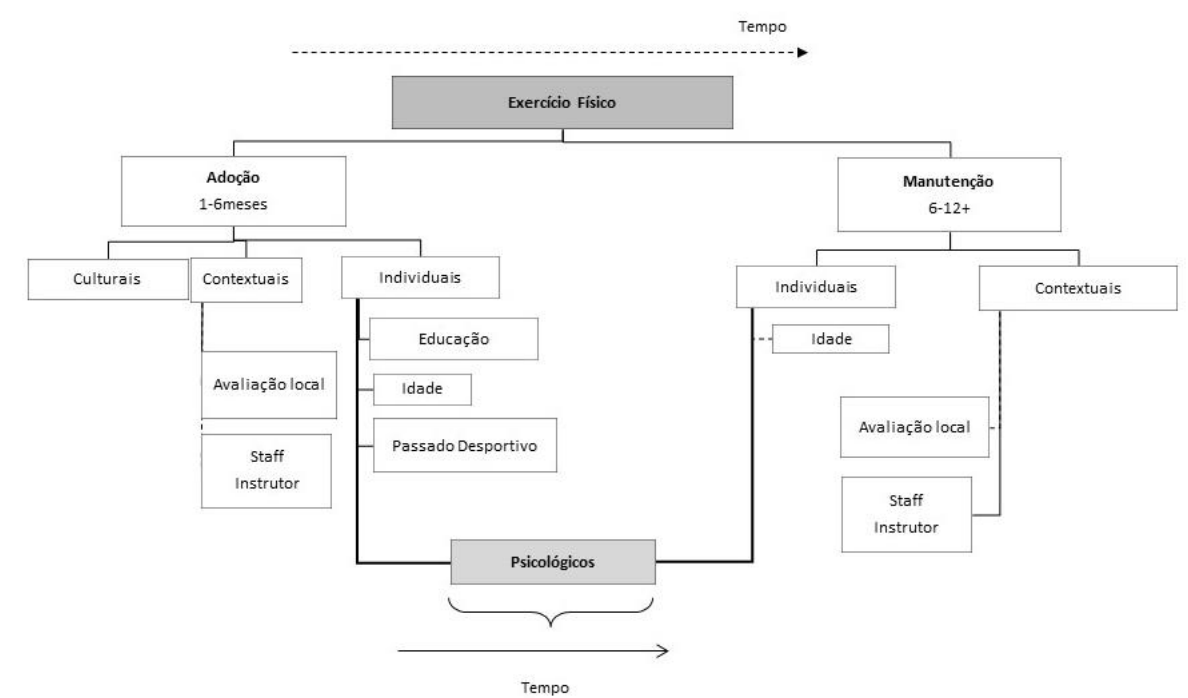 Tempo
Exercício Físico
Adoção
1-6meses
Manutenção
6-12+
Culturais
Contextuais
Individuais
Individuais
Contextuais
Educação
Idade
Idade
Avaliação local
Passado Desportivo
Avaliação local
Staff
Instrutor
Staff
Instrutor
Psicológicos
Tempo